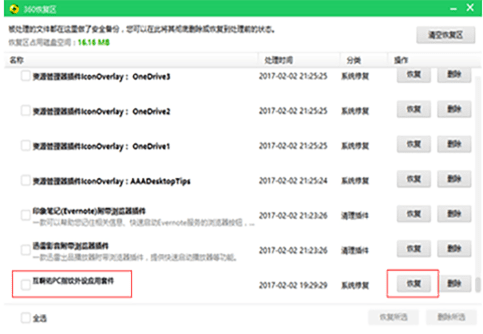 360恢复区
被处理的文件都在这里做了安全备份，您可以在此将其彻底删除或恢复到处理前的状态。
恢复区占用磁盘空间：16.16 MB
清空恢复区
名称 处理时间 分类 操作
资源管理器插件IconOverlay：OneDrive3 2017-02-02 21:25:25 系统修复 恢复 删除
资源管理器插件IconOverlay：OneDrive2 2017-02-02 21:25:25 系统修复 恢复 删除
资源管理器插件IconOverlay：OneDrive1 2017-02-02 21:25:25 系统修复 恢复 删除
资源管理器插件IconOverlay：AAADesktopTips 2017-02-02 21:25:24 系统修复 恢复 删除
印象笔记(Evernote)附带浏览器插件 2017-02-02 21:23:26 清理插件 恢复 删除
一款可以帮助您记住相关信息、快速启动Evernote服务的浏览器按钮，...
迅雷影音附带浏览器插件 2017-02-02 21:23:26 清理插件 恢复 删除
一款迅雷出品播放器附带浏览器插件，提供快速启动播放器等功能。
PC指纹外设应用套件 2017-02-02 19:29:29 系统修复 恢复 删除
全选 恢复所选 删除所选